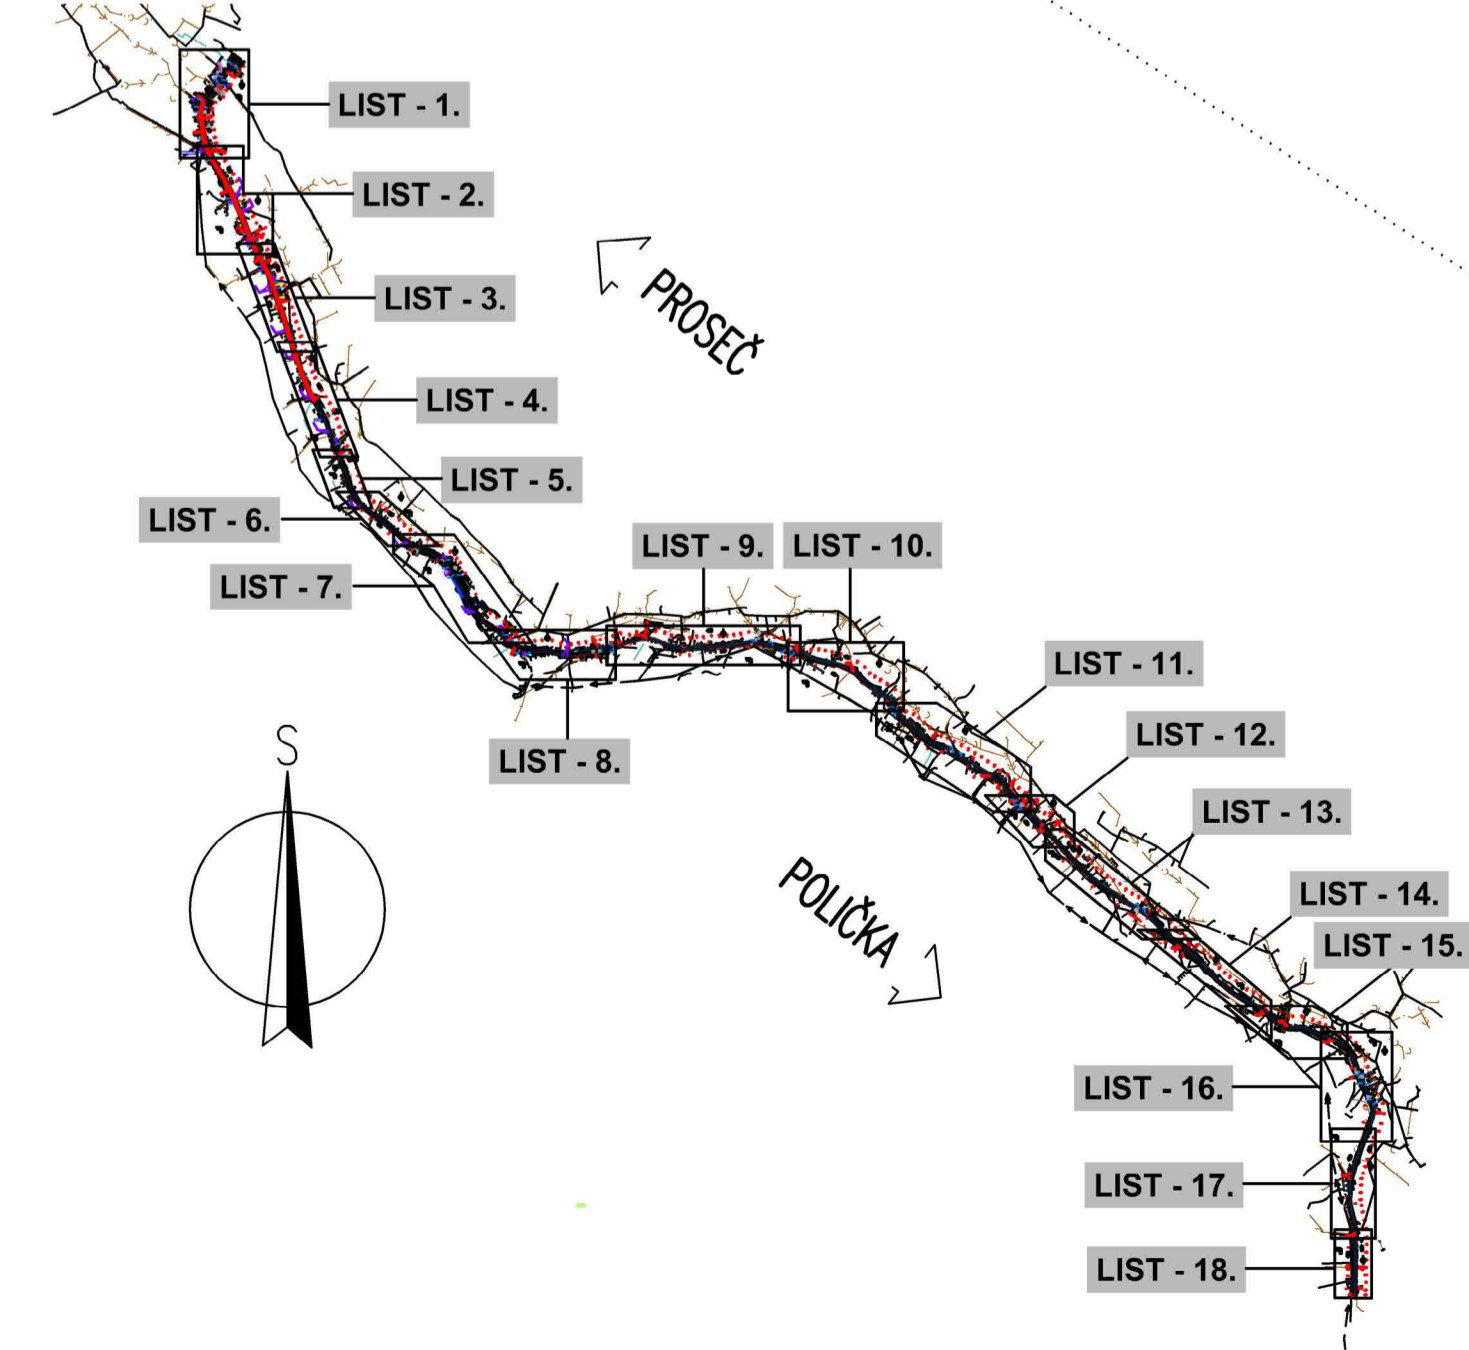 LIST - 1.
LIST - 2.
PROSEČ
LIST - 3.
LIST - 4.
LIST - 5.
LIST - 6.
LIST - 9.
LIST - 10.
LIST - 7.
LIST - 11.
S
LIST - 8.
LIST - 12.
LIST - 13.
POLIČKA
LIST - 14.
LIST - 15.
LIST - 16.
LIST - 17.
LIST - 18.